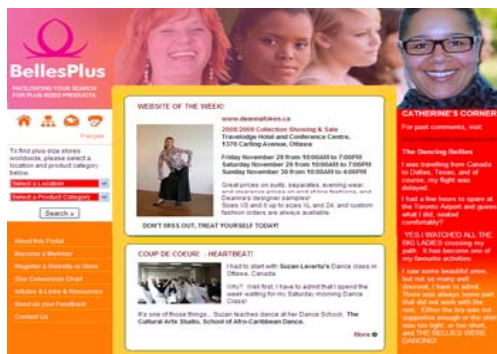 BellesPlus
FACILITATING YOUR SEARCH
FOR PLUS-SIZED PRODUCTS
Français
To find plus-size stores
worldwide, please select a
location and product category
below.
Select a Location
Select a Product Category
Search »
About this Portal
Become a Member
Register a Website or Store
Size Conversion Chart
Articles & Links & Resources
Send us your Feedback
Contact Us
WEBSITE OF THE WEEK!
www.deannafokes.ca
2008/2009 Collection Showing & Sale
Travelodge Hotel and Conference Centre,
1376 Carling Avenue, Ottawa
Friday November 28 from 10:00AM to 7:00PM
Saturday November 29 from 10:00AM to 7:00PM
Sunday November 30 from 10:00AM to 4:00PM
Great prices on suits, separates, evening wear,
and clearance prices on end of line fashions, and
Deanna's designer samples!
Sizes XS and 6 up to sizes XL and 24, and custom
fashion orders are always available.
DON'T MISS OUT, TREAT YOURSELF TODAY!
COUP DE COEUR! - HEARTBEAT!
I had to start with Suzan Lavertu's Dance class in
Ottawa, Canada.
Why? Well first, I have to admit that I spend the
week waiting for my Saturday morning Dance
Class!
It's one of those things... Suzan teaches dance at her Dance School: The
Cultural Arts Studio, School of Afro-Caribbean Dance.
More
CATHERINE'S CORNER
For past comments, visit:
The Dancing Bellies
I was travelling from Canada
to Dallas, Texas, and of
course, my flight was
delayed.
I had a few hours to spare at
the Toronto Airport and guess
what I did, seated
comfortably?
YES I WATCHED ALL THE
BIG LADIES crossing my
path. It has become one of
my favourite activities.
I saw some beautiful ones,
but not so many well
dressed, I have to admit.
There was always some part
that did not work with the
rest. Either the bra was not
supportive enough or the shirt
was too tight, or too short,
and THE BELLIES WERE
DANCING!